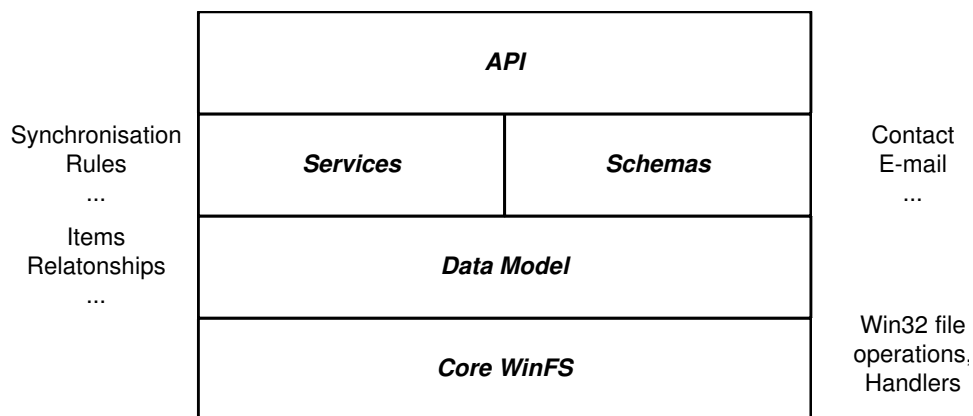 API
Synchronisation
Rules
...
Services
Schemas
Contact
E-mail
...
Items
Relatonships
...
Data Model
Core WinFS
Win32 file
operations,
Handlers